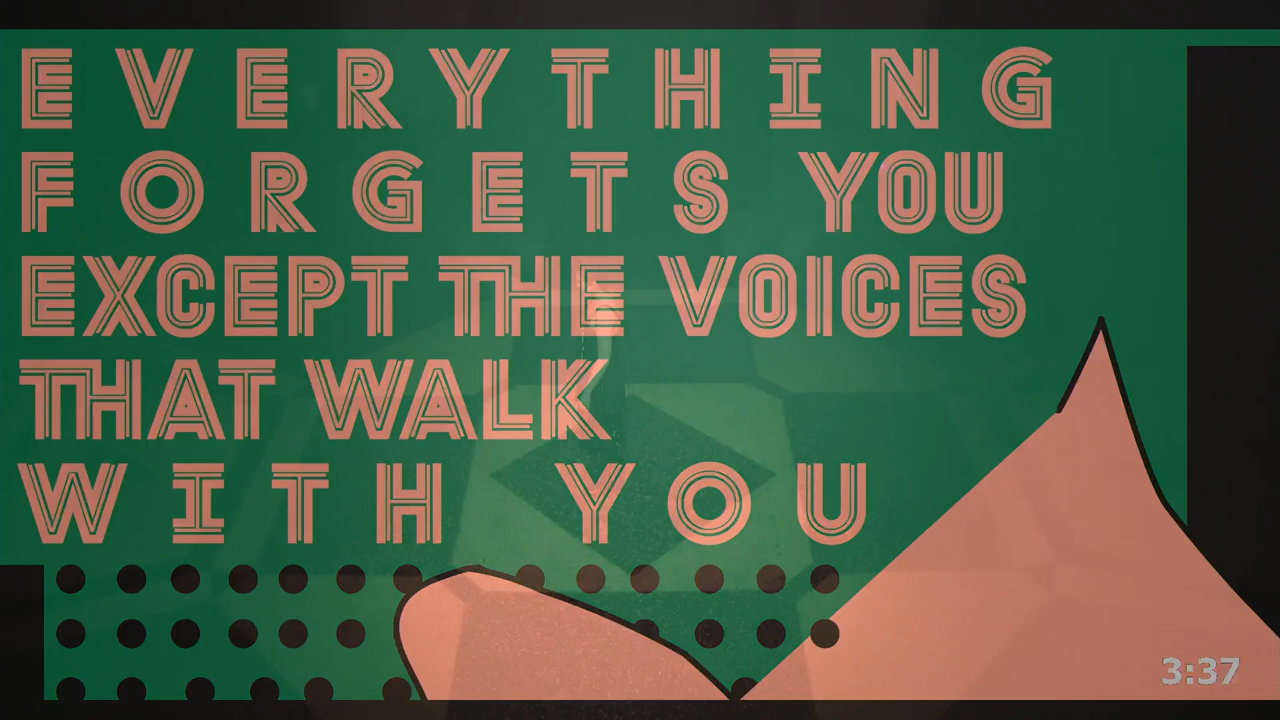 EVERYTHING
FORGETS YOU
EXCEPT THE VOICES
THAT WALK
WITH YOU
3:37